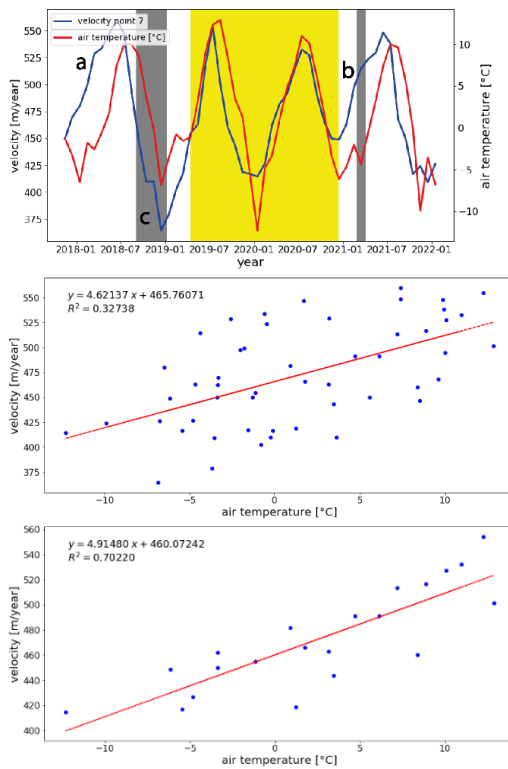 velocity point 7
air temperature [°C]
a
b
c
velocity [m/year]
550
525
500
475
450
425
400
375
10
5
0
−5
−10
air temperature [°C]
2018-01 2018-07 2019-01 2019-07 2020-01 2020-07 2021-01 2021-07 2022-01
year
y = 4.62137 x + 465.76071
R² = 0.32738
velocity [m/year]
550
525
500
475
450
425
400
375
−10 −5 0 5 10
air temperature [°C]
y = 4.91480 x + 460.07242
R² = 0.70220
velocity [m/year]
560
540
520
500
480
460
440
420
400
−10 −5 0 5 10
air temperature [°C]